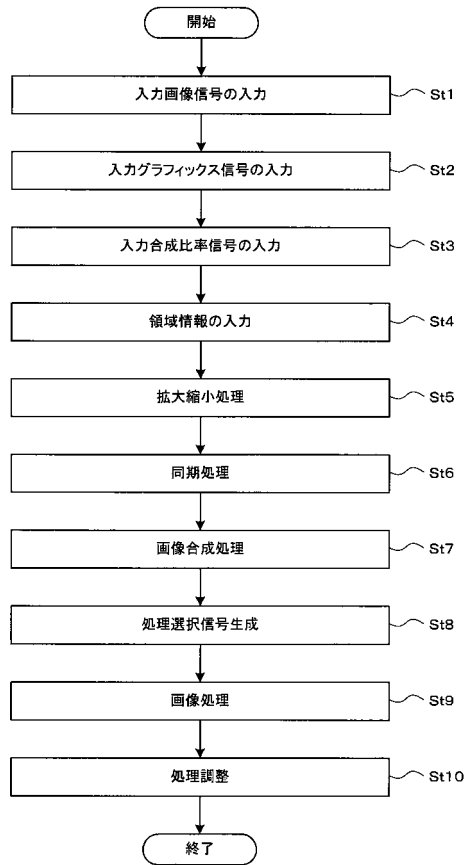 開始
入力画像信号の入力 St1
入力グラフィックス信号の入力 St2
入力合成比率信号の入力 St3
領域情報の入力 St4
拡大縮小処理 St5
同期処理 St6
画像合成処理 St7
処理選択信号生成 St8
画像処理 St9
処理調整 St10
終了